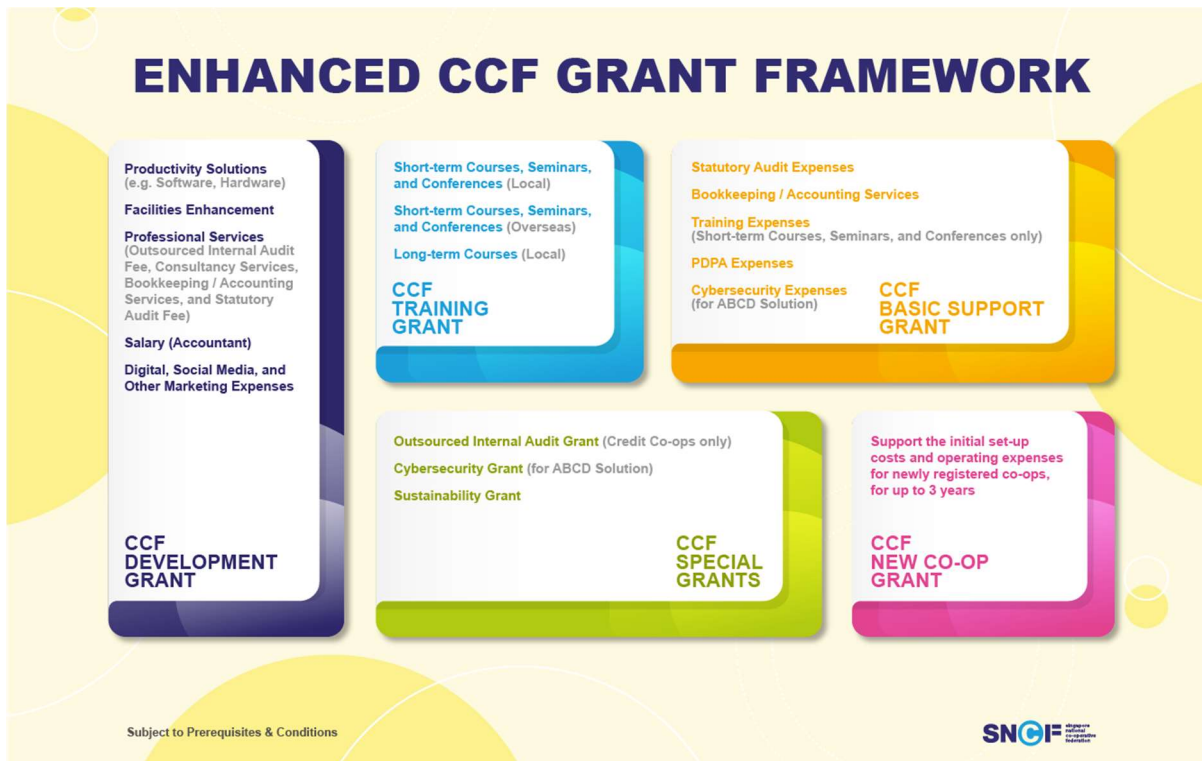 ENHANCED CCF GRANT FRAMEWORK
Productivity Solutions
(e.g. Software, Hardware)
Facilities Enhancement
Professional Services
(Outsourced Internal Audit
Fee, Consultancy Services,
Bookkeeping / Accounting
Services, and Statutory
Audit Fee)
Salary (Accountant)
Digital, Social Media, and
Other Marketing Expenses
CCF
DEVELOPMENT
GRANT
Short-term Courses, Seminars,
and Conferences (Local)
Short-term Courses, Seminars,
and Conferences (Overseas)
Long-term Courses (Local)
CCF
TRAINING
GRANT
Statutory Audit Expenses
Bookkeeping / Accounting Services
Training Expenses
(Short-term Courses, Seminars, and Conferences only)
PDPA Expenses
Cybersecurity Expenses
(for ABCD Solution)
CCF
BASIC SUPPORT
GRANT
Outsourced Internal Audit Grant (Credit Co-ops only)
Cybersecurity Grant (for ABCD Solution)
Sustainability Grant
CCF
SPECIAL
GRANTS
Support the initial set-up
costs and operating expenses
for newly registered co-ops,
for up to 3 years
CCF
NEW CO-OP
GRANT
Subject to Prerequisites & Conditions
SNCF
singapore
national
co-operative
federation